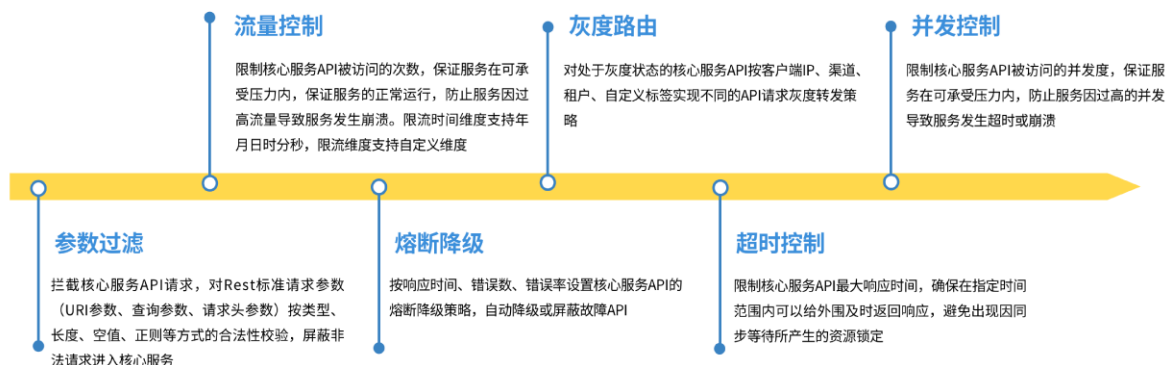 流量控制
限制核心服务API被访问的次数，保证服务在可承
受压力内，保证服务的正常运行，防止服务因过
高流量导致服务发生崩溃。限流时间维度支持年
月日时分秒，限流维度支持自定义维度
灰度路由
对处于灰度状态的核心服务API按客户端IP、渠道、
租户、自定义标签实现不同的API请求灰度转发策
略
并发控制
限制核心服务API被访问的并发度，保证服
务在可承受压力内，防止服务因过高的并发
导致服务发生超时或崩溃
参数过滤
拦截核心服务API请求，对Rest标准请求参数
（URI参数、查询参数、请求头参数）按类型、
长度、空值、正则等方式的合法性校验，屏蔽非
法请求进入核心服务
熔断降级
按响应时间、错误数、错误率设置核心服务API的
熔断降级策略，自动降级或屏蔽故障API
超时控制
限制核心服务API最大响应时间，确保在指定时间
范围内可以给外围及时返回响应，避免出现因同
步等待所产生的资源锁定